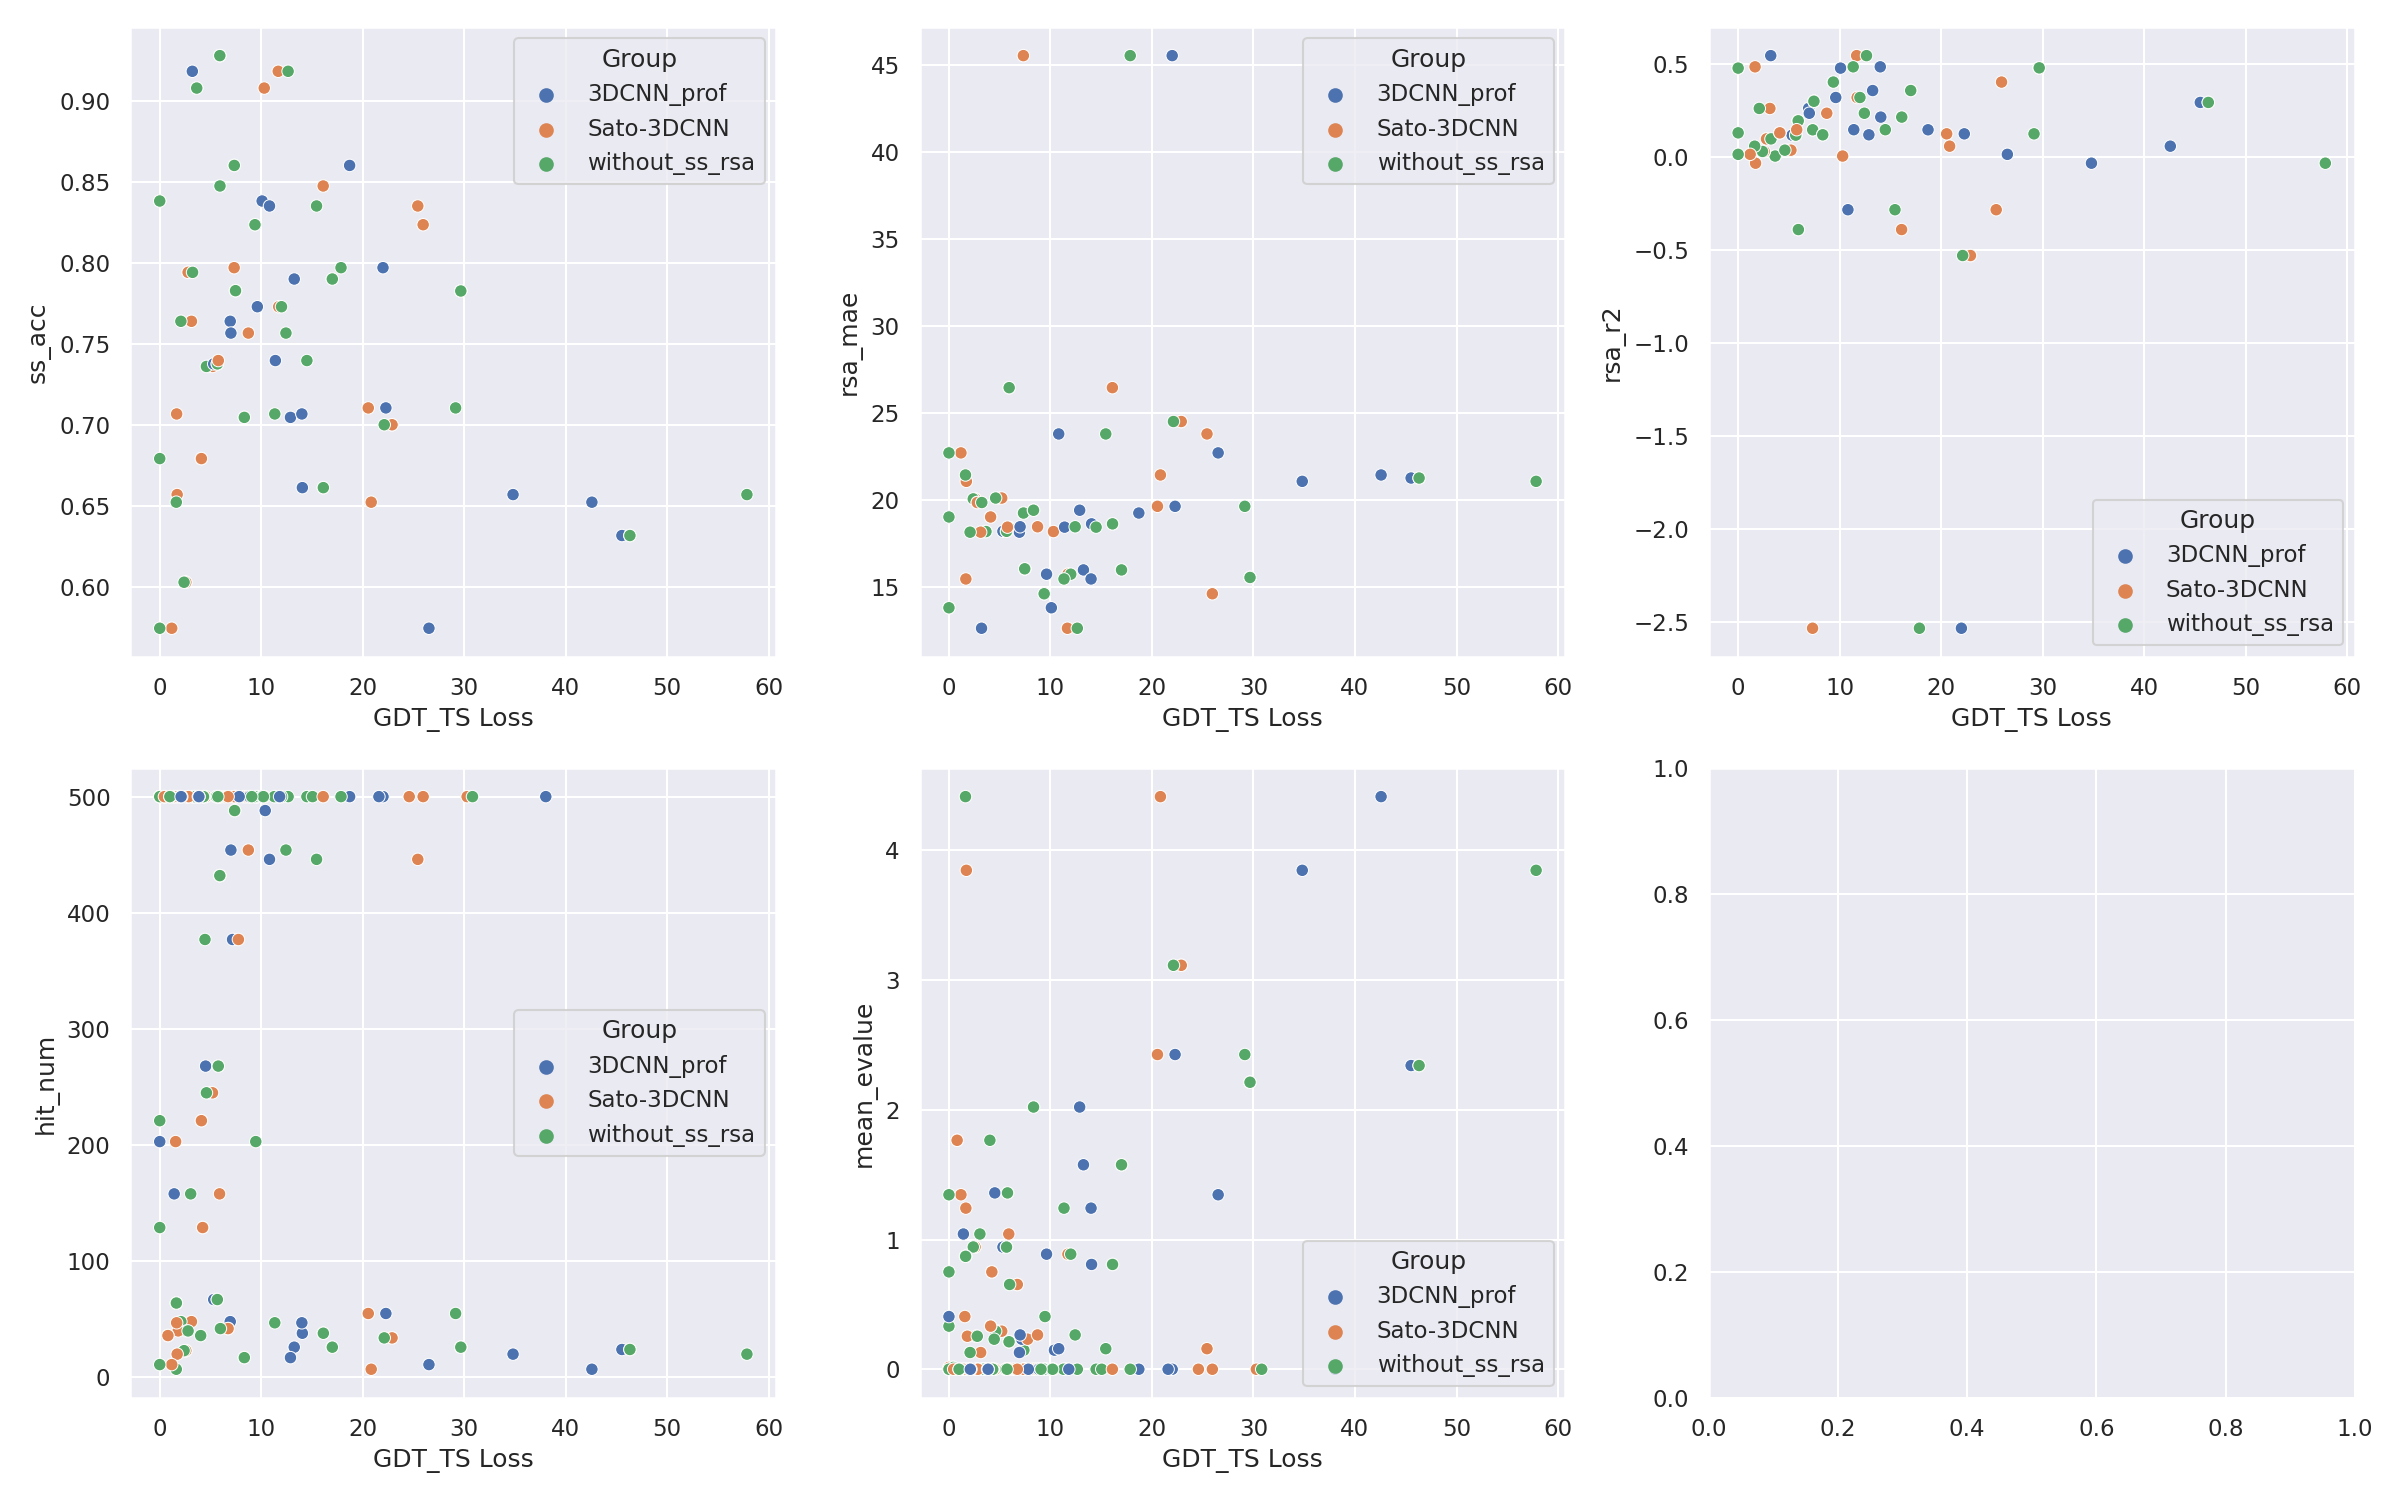 ss_acc
0.90
0.85
0.80
0.75
0.70
0.65
0.60
0 10 20 30 40 50 60
GDT_TS Loss
Group
3DCNN_prof
Sato-3DCNN
without_ss_rsa
rsa_mae
45
40
35
30
25
20
15
0 10 20 30 40 50 60
GDT_TS Loss
Group
3DCNN_prof
Sato-3DCNN
without_ss_rsa
rsa_r2
0.5
0.0
−0.5
−1.0
−1.5
−2.0
−2.5
0 10 20 30 40 50 60
GDT_TS Loss
Group
3DCNN_prof
Sato-3DCNN
without_ss_rsa
hit_num
500
400
300
200
100
0
0 10 20 30 40 50 60
GDT_TS Loss
Group
3DCNN_prof
Sato-3DCNN
without_ss_rsa
mean_evalue
4
3
2
1
0
0 10 20 30 40 50 60
GDT_TS Loss
Group
3DCNN_prof
Sato-3DCNN
without_ss_rsa
1.0
0.8
0.6
0.4
0.2
0.0
0.0 0.2 0.4 0.6 0.8 1.0